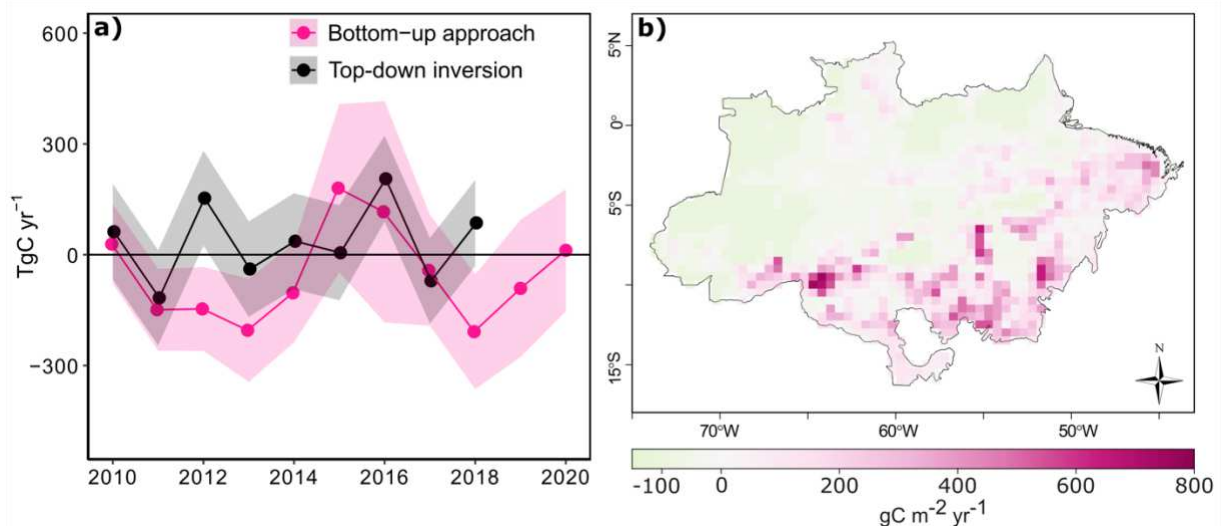 a)
Bottom−up approach
Top−down inversion
600
300
0
−300
TgC yr⁻¹
2010 2012 2014 2016 2018 2020
b)
5°N
0°
5°S
15°S
N
70°W 60°W 50°W
-100 0 200 400 600 800
gC m⁻² yr⁻¹